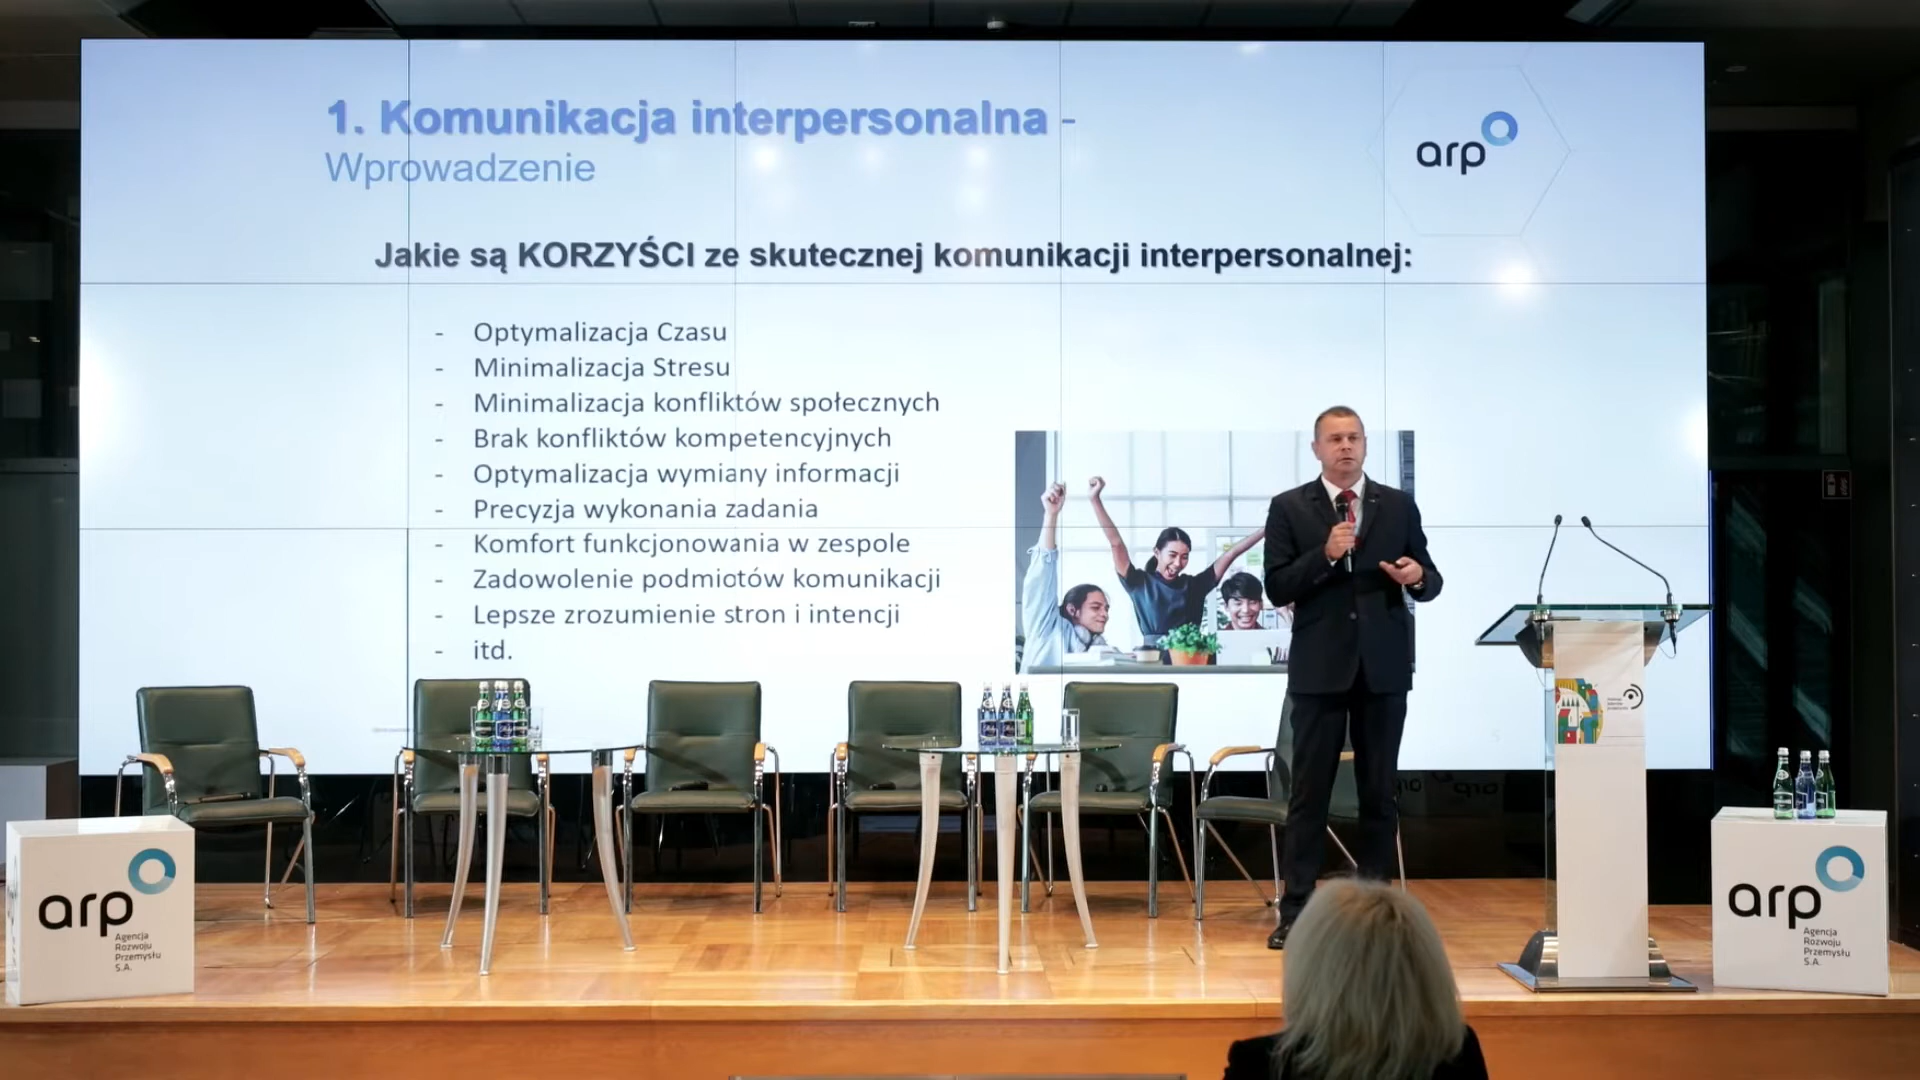 1. Komunikacja interpersonalna -
Wprowadzenie
arp
Jakie są KORZYŚCI ze skutecznej komunikacji interpersonalnej:
- Optymalizacja Czasu
- Minimalizacja Stresu
- Minimalizacja konfliktów społecznych
- Brak konfliktów kompetencyjnych
- Optymalizacja wymiany informacji
- Precyzja wykonania zadania
- Komfort funkcjonowania w zespole
- Zadowolenie podmiotów komunikacji
- Lepsze zrozumienie stron i intencji
- itd.
arp
Agencja
Rozwoju
Przemysłu
S.A.
arp
Agencja
Rozwoju
Przemysłu
S.A.